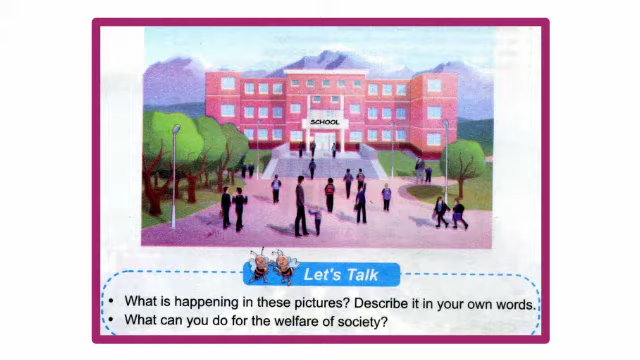 SCHOOL
Let's Talk
• What is happening in these pictures? Describe it in your own words.
• What can you do for the welfare of society?